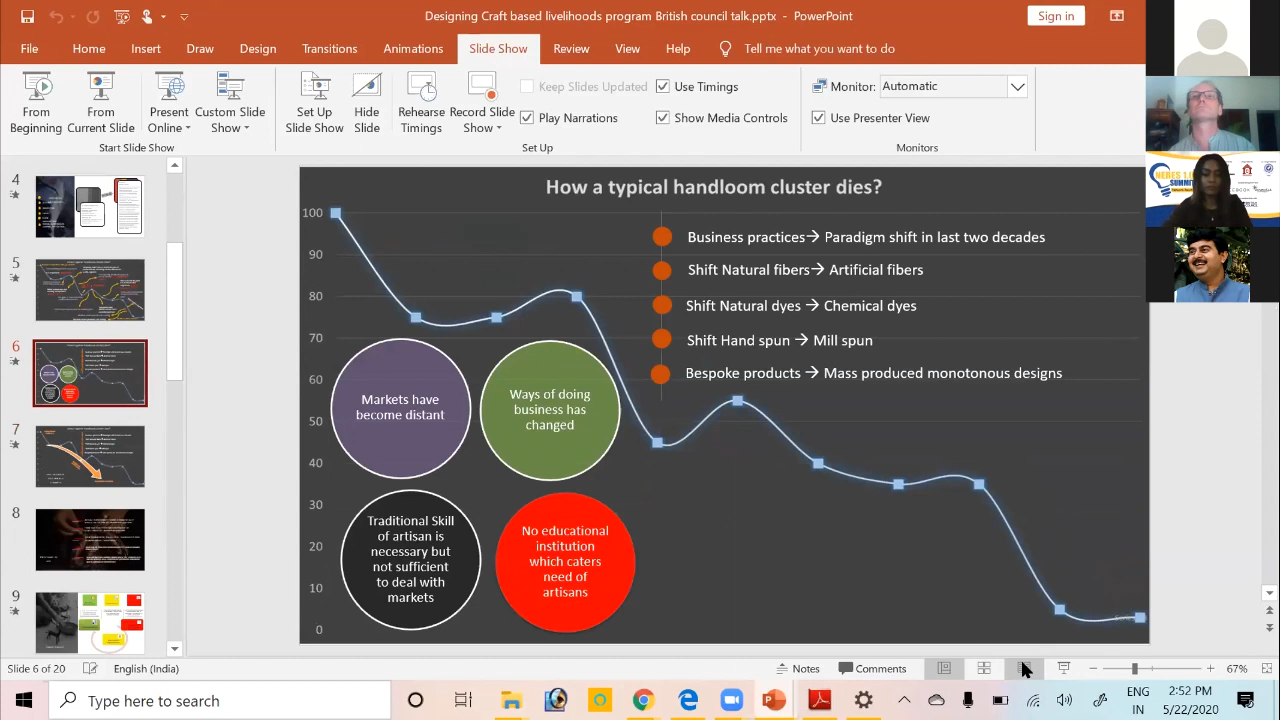 Designing Craft based livelihoods program British council talk.pptx - PowerPoint
Sign in
File Home Insert Draw Design Transitions Animations Slide Show Review View Help Tell me what you want to do
From Beginning
From Current Slide
Present Online
Custom Slide Show
Set Up Slide Show
Hide Slide
Rehearse Timings
Record Slide Show
Keep Slides Updated
Play Narrations
Use Timings
Show Media Controls
Monitor: Automatic
Use Presenter View
Start Slide Show
Set Up
Monitors
4
5
6
7
8
9
How a typical handloom cluster dies?
100
90
80
70
60
50
40
30
20
10
0
Business practices→ Paradigm shift in last two decades
Shift Natural fibers→ Artificial fibers
Shift Natural dyes → Chemical dyes
Shift Hand spun → Mill spun
Bespoke products → Mass produced monotonous designs
Markets have
become distant
Ways of doing
business has
changed
Traditional Skill
of artisan is
necessary but
not sufficient
to deal with
markets
No educational
institution
which caters
need of
artisans
SUMMIT
Slide 6 of 20
English (India)
Notes
Comments
67%
Type here to search
ENG
IN
2:52 PM
5/22/2020